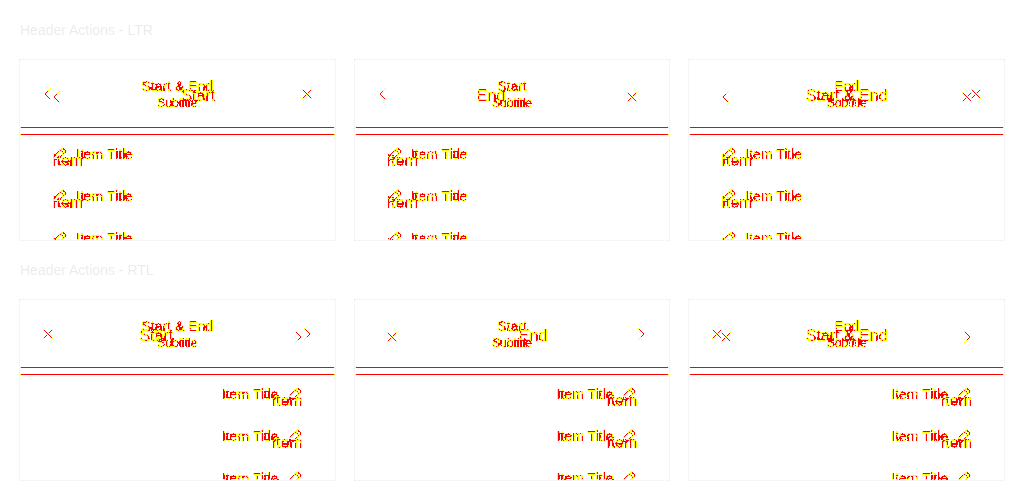 Header Actions - LTR
Start & End
Start
Subtitle
Item Title
Item
Item Title
Item
Item Title
Start
End
Subtitle
Item Title
Item
Item Title
Item
Item Title
End
Start & End
Subtitle
Item Title
Item
Item Title
Item
Item Title
Header Actions - RTL
Start & End
Start
Subtitle
Item Title
Item
Item Title
Item
Item Title
Start
End
Subtitle
Item Title
Item
Item Title
Item
Item Title
End
Start & End
Subtitle
Item Title
Item
Item Title
Item
Item Title